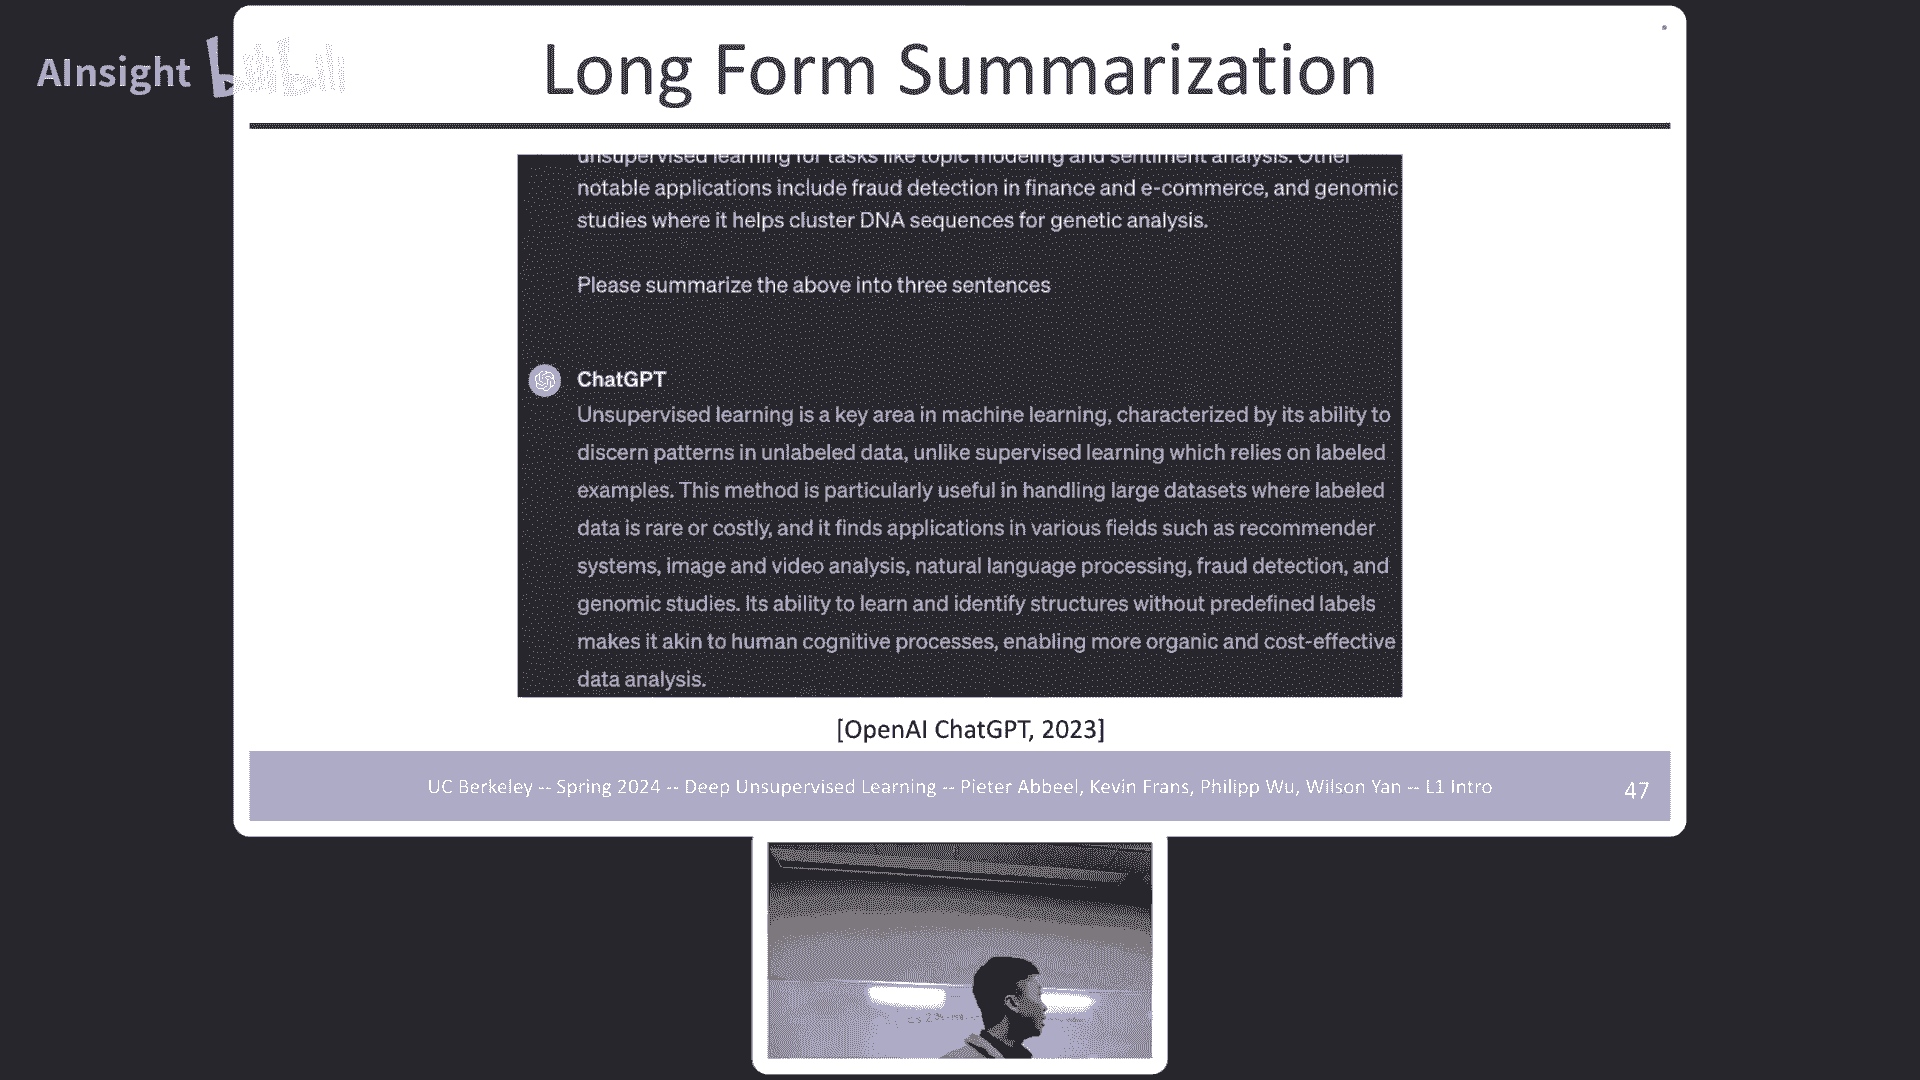 AInsight bilibili
Long Form Summarization
unsupervised learning for tasks like topic modeling and sentiment analysis. Other
notable applications include fraud detection in finance and e-commerce, and genomic
studies where it helps cluster DNA sequences for genetic analysis.
Please summarize the above into three sentences
ChatGPT
Unsupervised learning is a key area in machine learning, characterized by its ability to
discern patterns in unlabeled data, unlike supervised learning which relies on labeled
examples. This method is particularly useful in handling large datasets where labeled
data is rare or costly, and it finds applications in various fields such as recommender
systems, image and video analysis, natural language processing, fraud detection, and
genomic studies. Its ability to learn and identify structures without predefined labels
makes it akin to human cognitive processes, enabling more organic and cost-effective
data analysis.
[OpenAI ChatGPT, 2023]
UC Berkeley -- Spring 2024 -- Deep Unsupervised Learning -- Pieter Abbeel, Kevin Frans, Philipp Wu, Wilson Yan -- L1 Intro
47